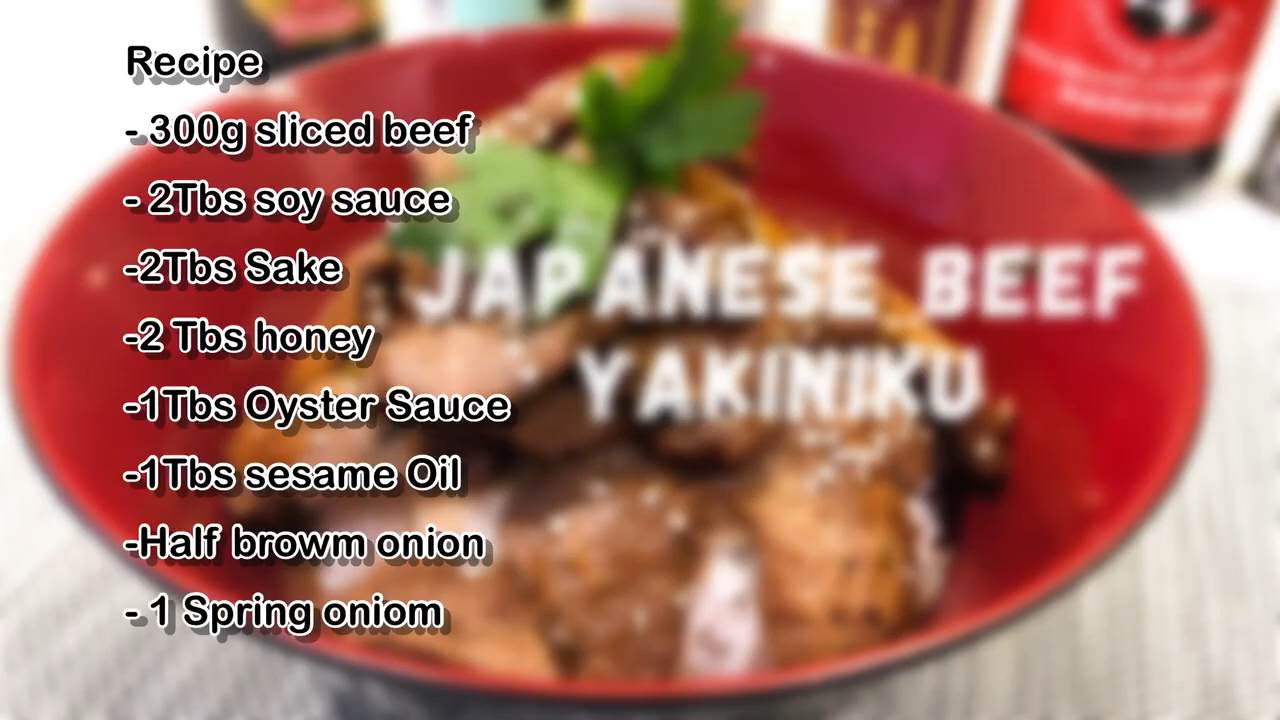 Recipe
- 300g sliced beef
- 2Tbs soy sauce
-2Tbs Sake
-2 Tbs honey
-1Tbs Oyster Sauce
-1Tbs sesame Oil
-Half browm onion
- 1 Spring oniom
JAPANESE BEEF
YAKINIKU